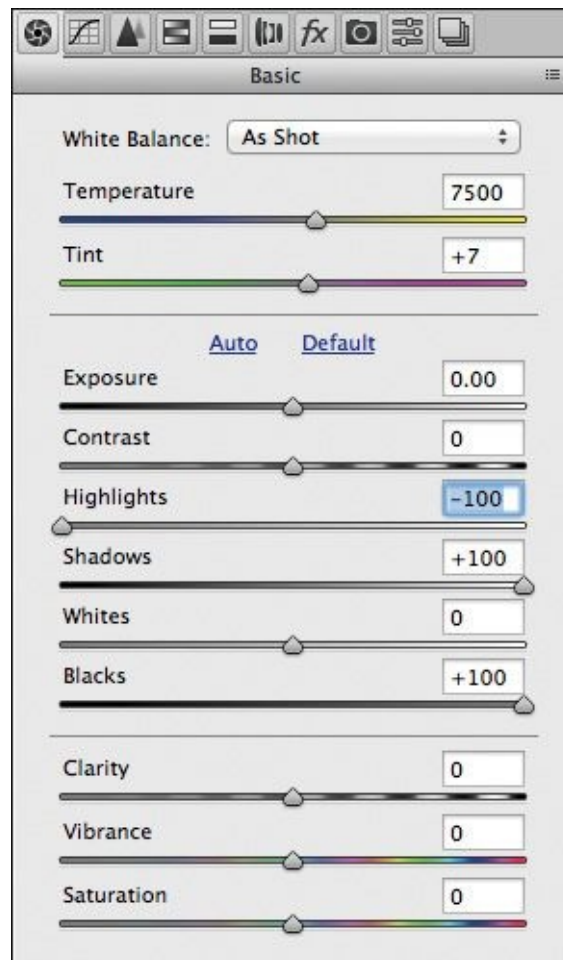 fx
Basic
White Balance: As Shot
Temperature 7500
Tint +7
Auto Default
Exposure 0.00
Contrast 0
Highlights -100
Shadows +100
Whites 0
Blacks +100
Clarity 0
Vibrance 0
Saturation 0